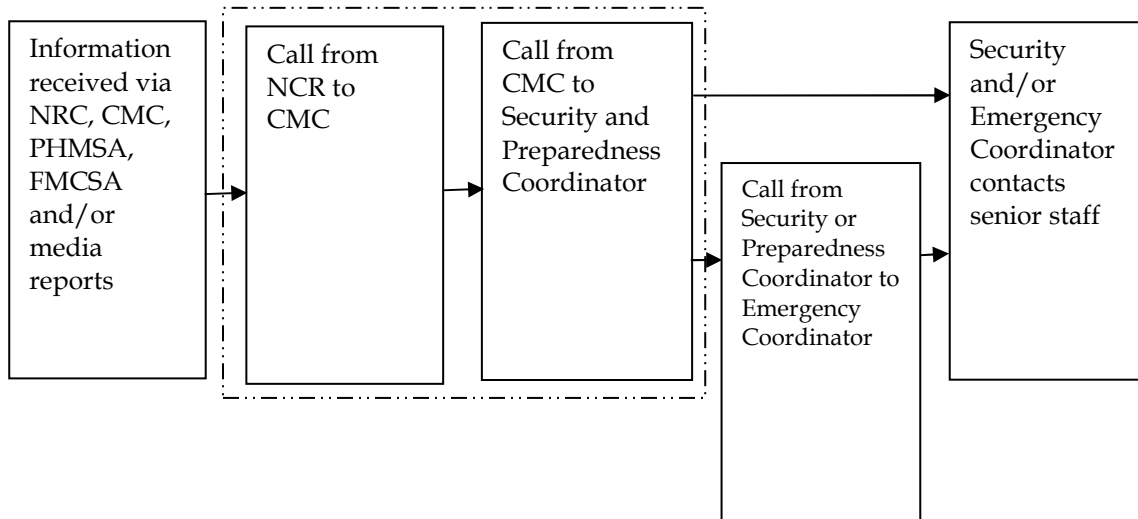 Information
received via
NRC, CMC,
PHMSA,
FMCSA
and/or
media
reports
Call from
NCR to
CMC
Call from
CMC to
Security and
Preparedness
Coordinator
Call from
Security or
Preparedness
Coordinator to
Emergency
Coordinator
Security
and/or
Emergency
Coordinator
contacts
senior staff